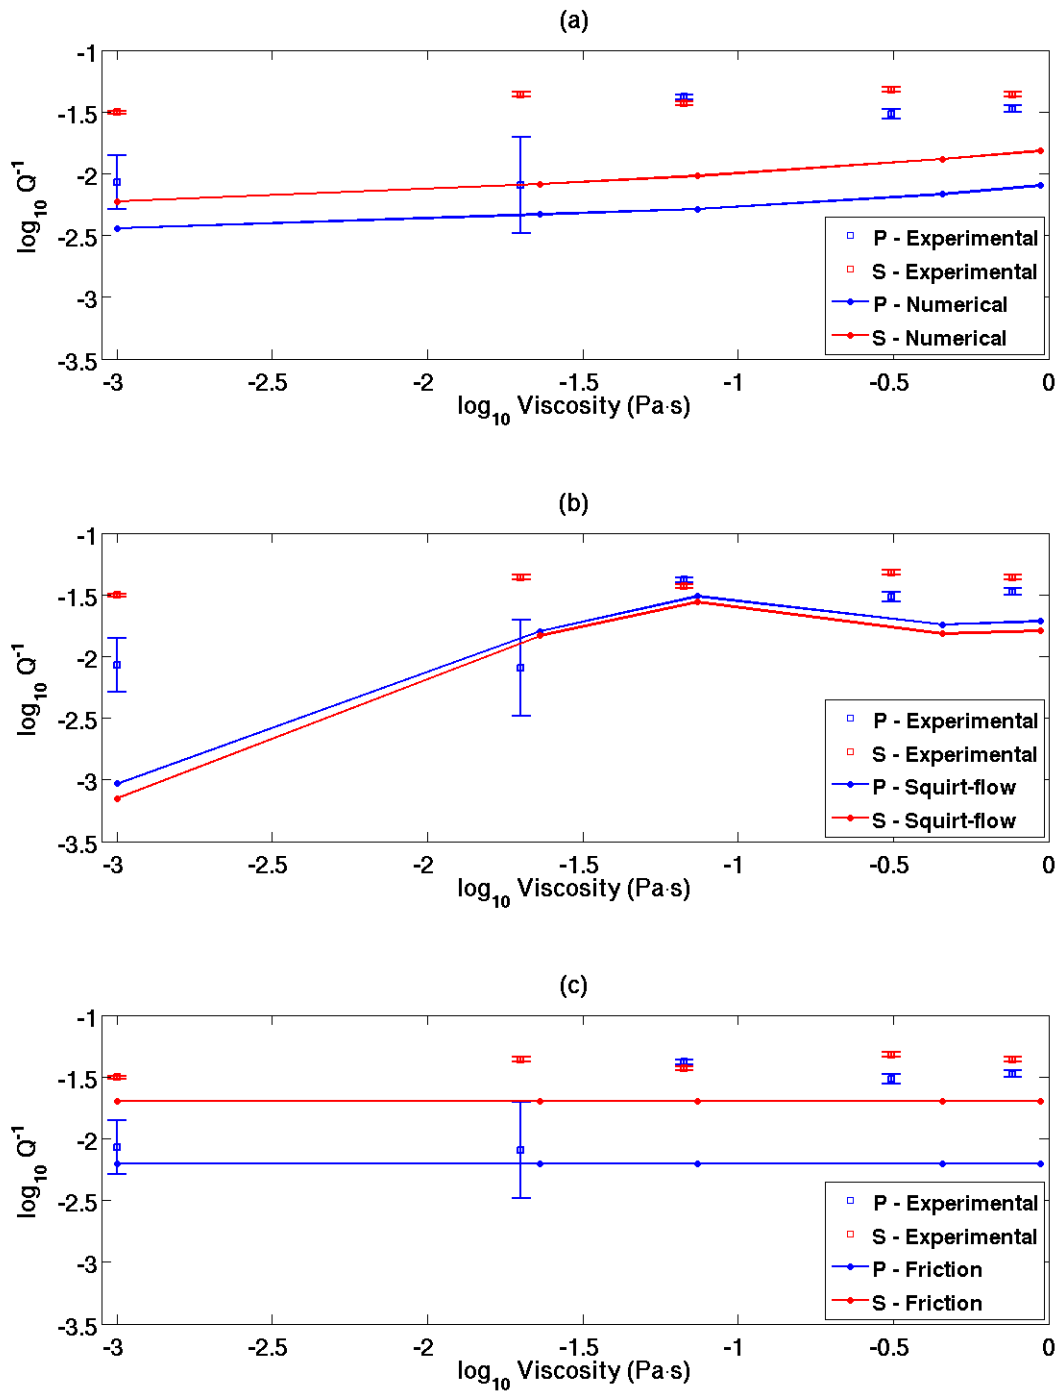 (a)
-1
-1.5
-2
-2.5
-3
-3.5
log10 Q-1
-3 -2.5 -2 -1.5 -1 -0.5 0
log10 Viscosity (Pa·s)
P - Experimental
S - Experimental
P - Numerical
S - Numerical
(b)
-1
-1.5
-2
-2.5
-3
-3.5
log10 Q-1
-3 -2.5 -2 -1.5 -1 -0.5 0
log10 Viscosity (Pa·s)
P - Experimental
S - Experimental
P - Squirt-flow
S - Squirt-flow
(c)
-1
-1.5
-2
-2.5
-3
-3.5
log10 Q-1
-3 -2.5 -2 -1.5 -1 -0.5 0
log10 Viscosity (Pa·s)
P - Experimental
S - Experimental
P - Friction
S - Friction